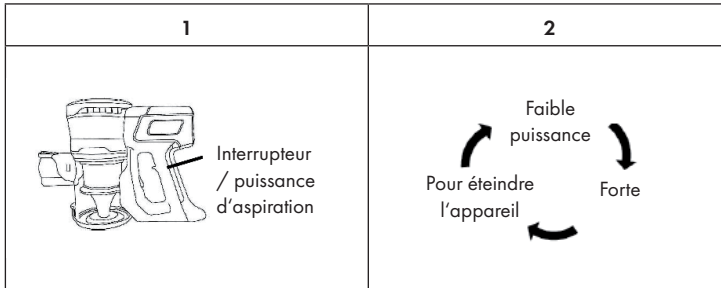 1
2
Interrupteur
/ puissance
d'aspiration
Faible
puissance
Forte
Pour éteindre
l'appareil